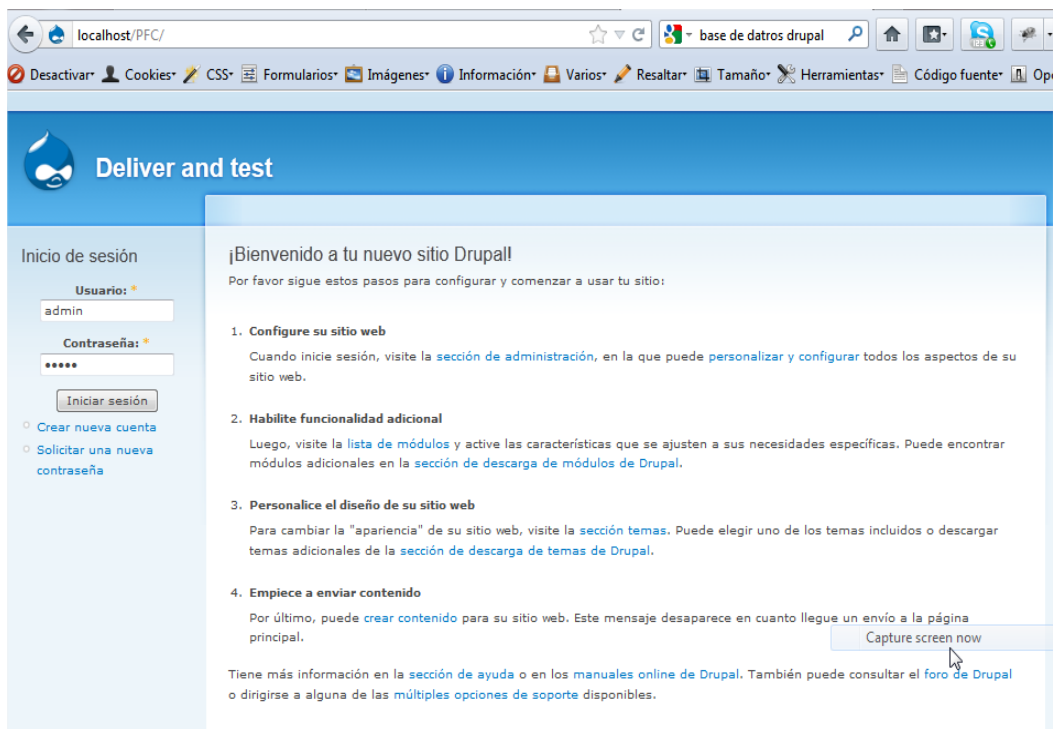 localhost/PFC/
base de datros drupal
Desactivar Cookies CSS Formularios Imágenes Información Varios Resaltar Tamaño Herramientas Código fuente Op
Deliver and test
Inicio de sesión
Usuario: *
admin
Contraseña: *
•••••
Iniciar sesión
Crear nueva cuenta
Solicitar una nueva
contraseña
¡Bienvenido a tu nuevo sitio Drupal!
Por favor sigue estos pasos para configurar y comenzar a usar tu sitio:
1. Configure su sitio web
Cuando inicie sesión, visite la sección de administración, en la que puede personalizar y configurar todos los aspectos de su
sitio web.
2. Habilite funcionalidad adicional
Luego, visite la lista de módulos y active las características que se ajusten a sus necesidades específicas. Puede encontrar
módulos adicionales en la sección de descarga de módulos de Drupal.
3. Personalice el diseño de su sitio web
Para cambiar la "apariencia" de su sitio web, visite la sección temas. Puede elegir uno de los temas incluidos o descargar
temas adicionales de la sección de descarga de temas de Drupal.
4. Empiece a enviar contenido
Por último, puede crear contenido para su sitio web. Este mensaje desaparece en cuanto llegue un envío a la página
principal.
Capture screen now
Tiene más información en la sección de ayuda o en los manuales online de Drupal. También puede consultar el foro de Drupal
o dirigirse a alguna de las múltiples opciones de soporte disponibles.